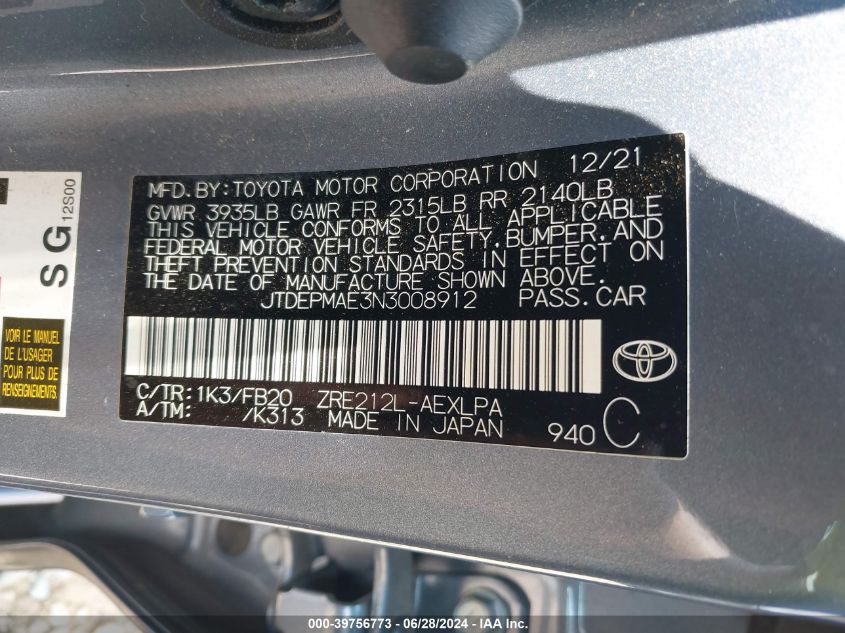 MFD. BY: TOYOTA MOTOR CORPORATION 12/21
GVWR 3935LB GAWR FR 2315LB RR 2140LB
THIS VEHICLE CONFORMS TO ALL APPLICABLE
FEDERAL MOTOR VEHICLE SAFETY, BUMPER, AND
THEFT PREVENTION STANDARDS IN EFFECT ON
THE DATE OF MANUFACTURE SHOWN ABOVE.
JTDEPMAE3N3008912 PASS. CAR
C/TR: 1K3/FB20 ZRE212L-AEXLPA
A/TM: /K313 MADE IN JAPAN 940 C
SG 12S00
VOIR LE MANUEL
DE L'USAGER
POUR PLUS DE
RENSEIGNEMENTS.
000-39756773 - 06/28/2024 - IAA Inc.